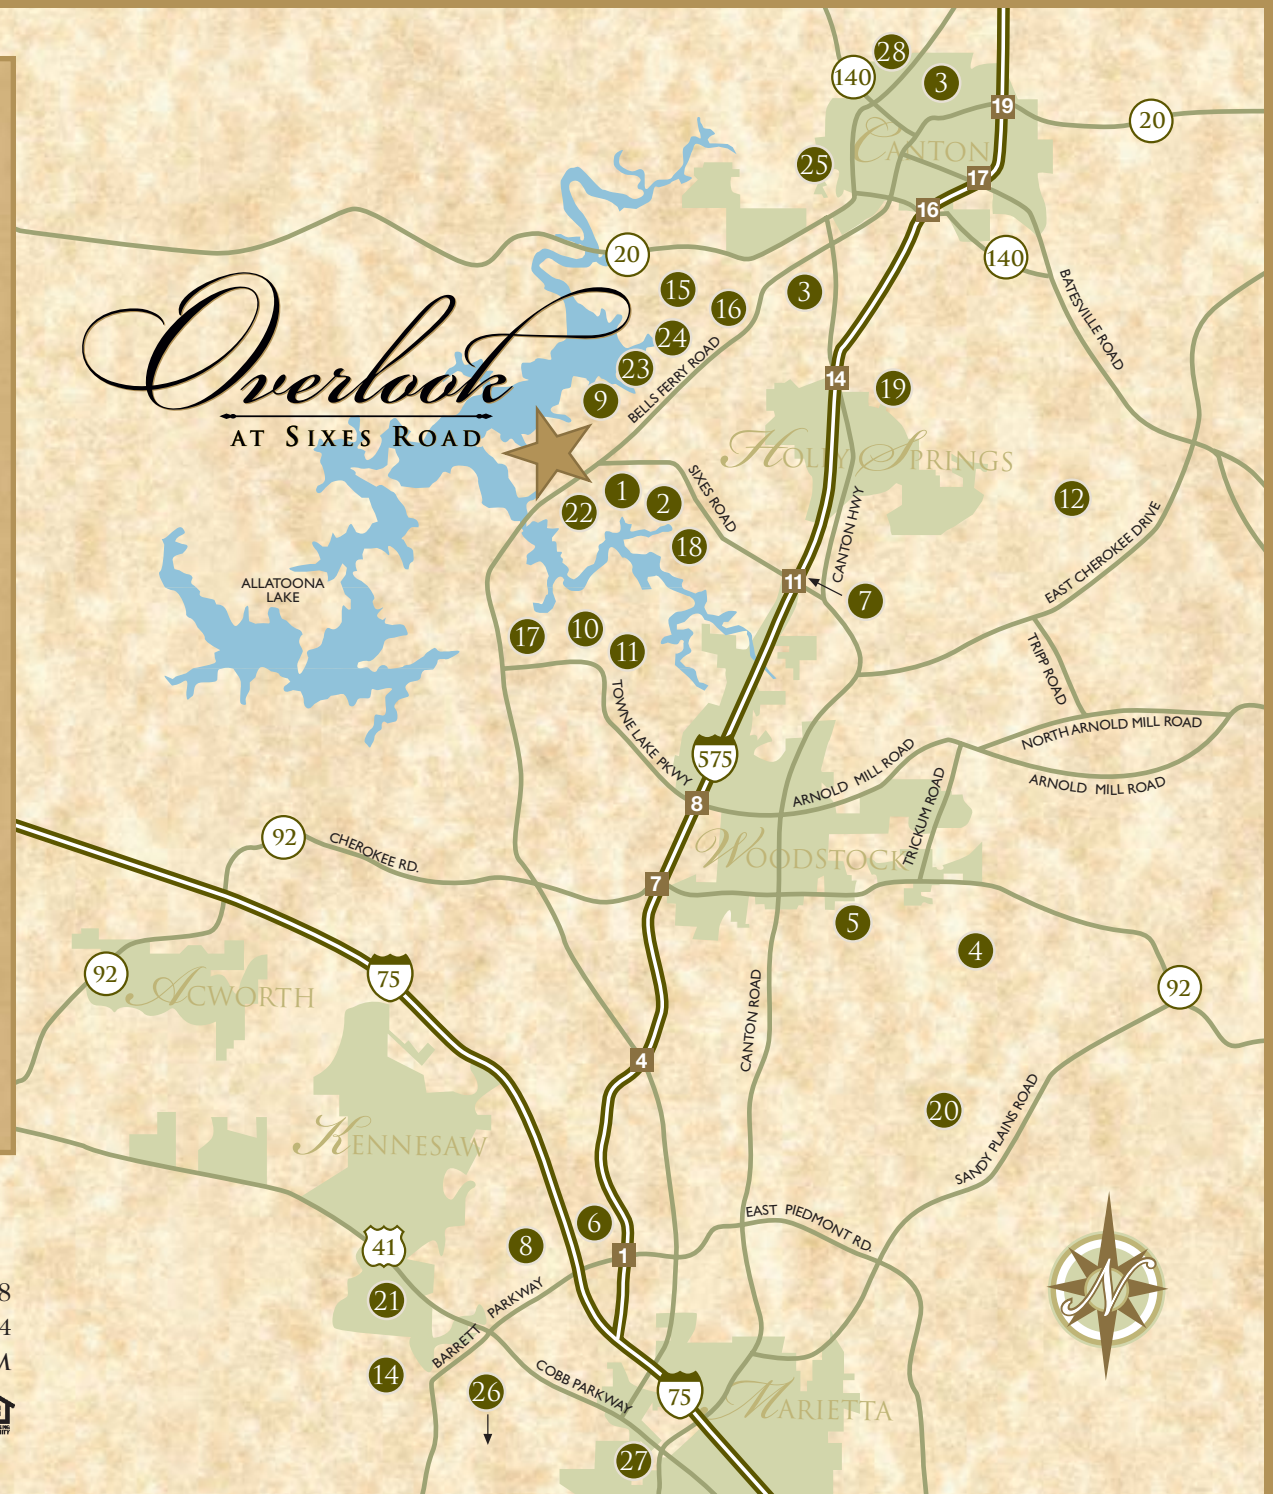 28
140
3
19
20
CANTON
25
17
16
20
140
15
3
16
BATESVILLE ROAD
24
23
BELLS FERRY ROAD
14
19
9
Overlook
AT SIXES ROAD
HOLLY SPRINGS
1
2
SIXES ROAD
12
22
CANTON HWY
18
EAST CHEROKEE DRIVE
ALLATOONA
LAKE
11
7
17
10
11
TRIPP ROAD
TOWNE LAKE PKWY
NORTH ARNOLD MILL ROAD
575
ARNOLD MILL ROAD
ARNOLD MILL ROAD
8
TRICKUM ROAD
92
CHEROKEE RD.
WOODSTOCK
7
5
4
92
75
ACWORTH
92
CANTON ROAD
4
20
SANDY PLAINS ROAD
KENNESAW
EAST PIEDMONT RD.
6
41
8
1
N
8
21
BARRETT PARKWAY
4
14
COBB PARKWAY
26
75
MARIETTA
27